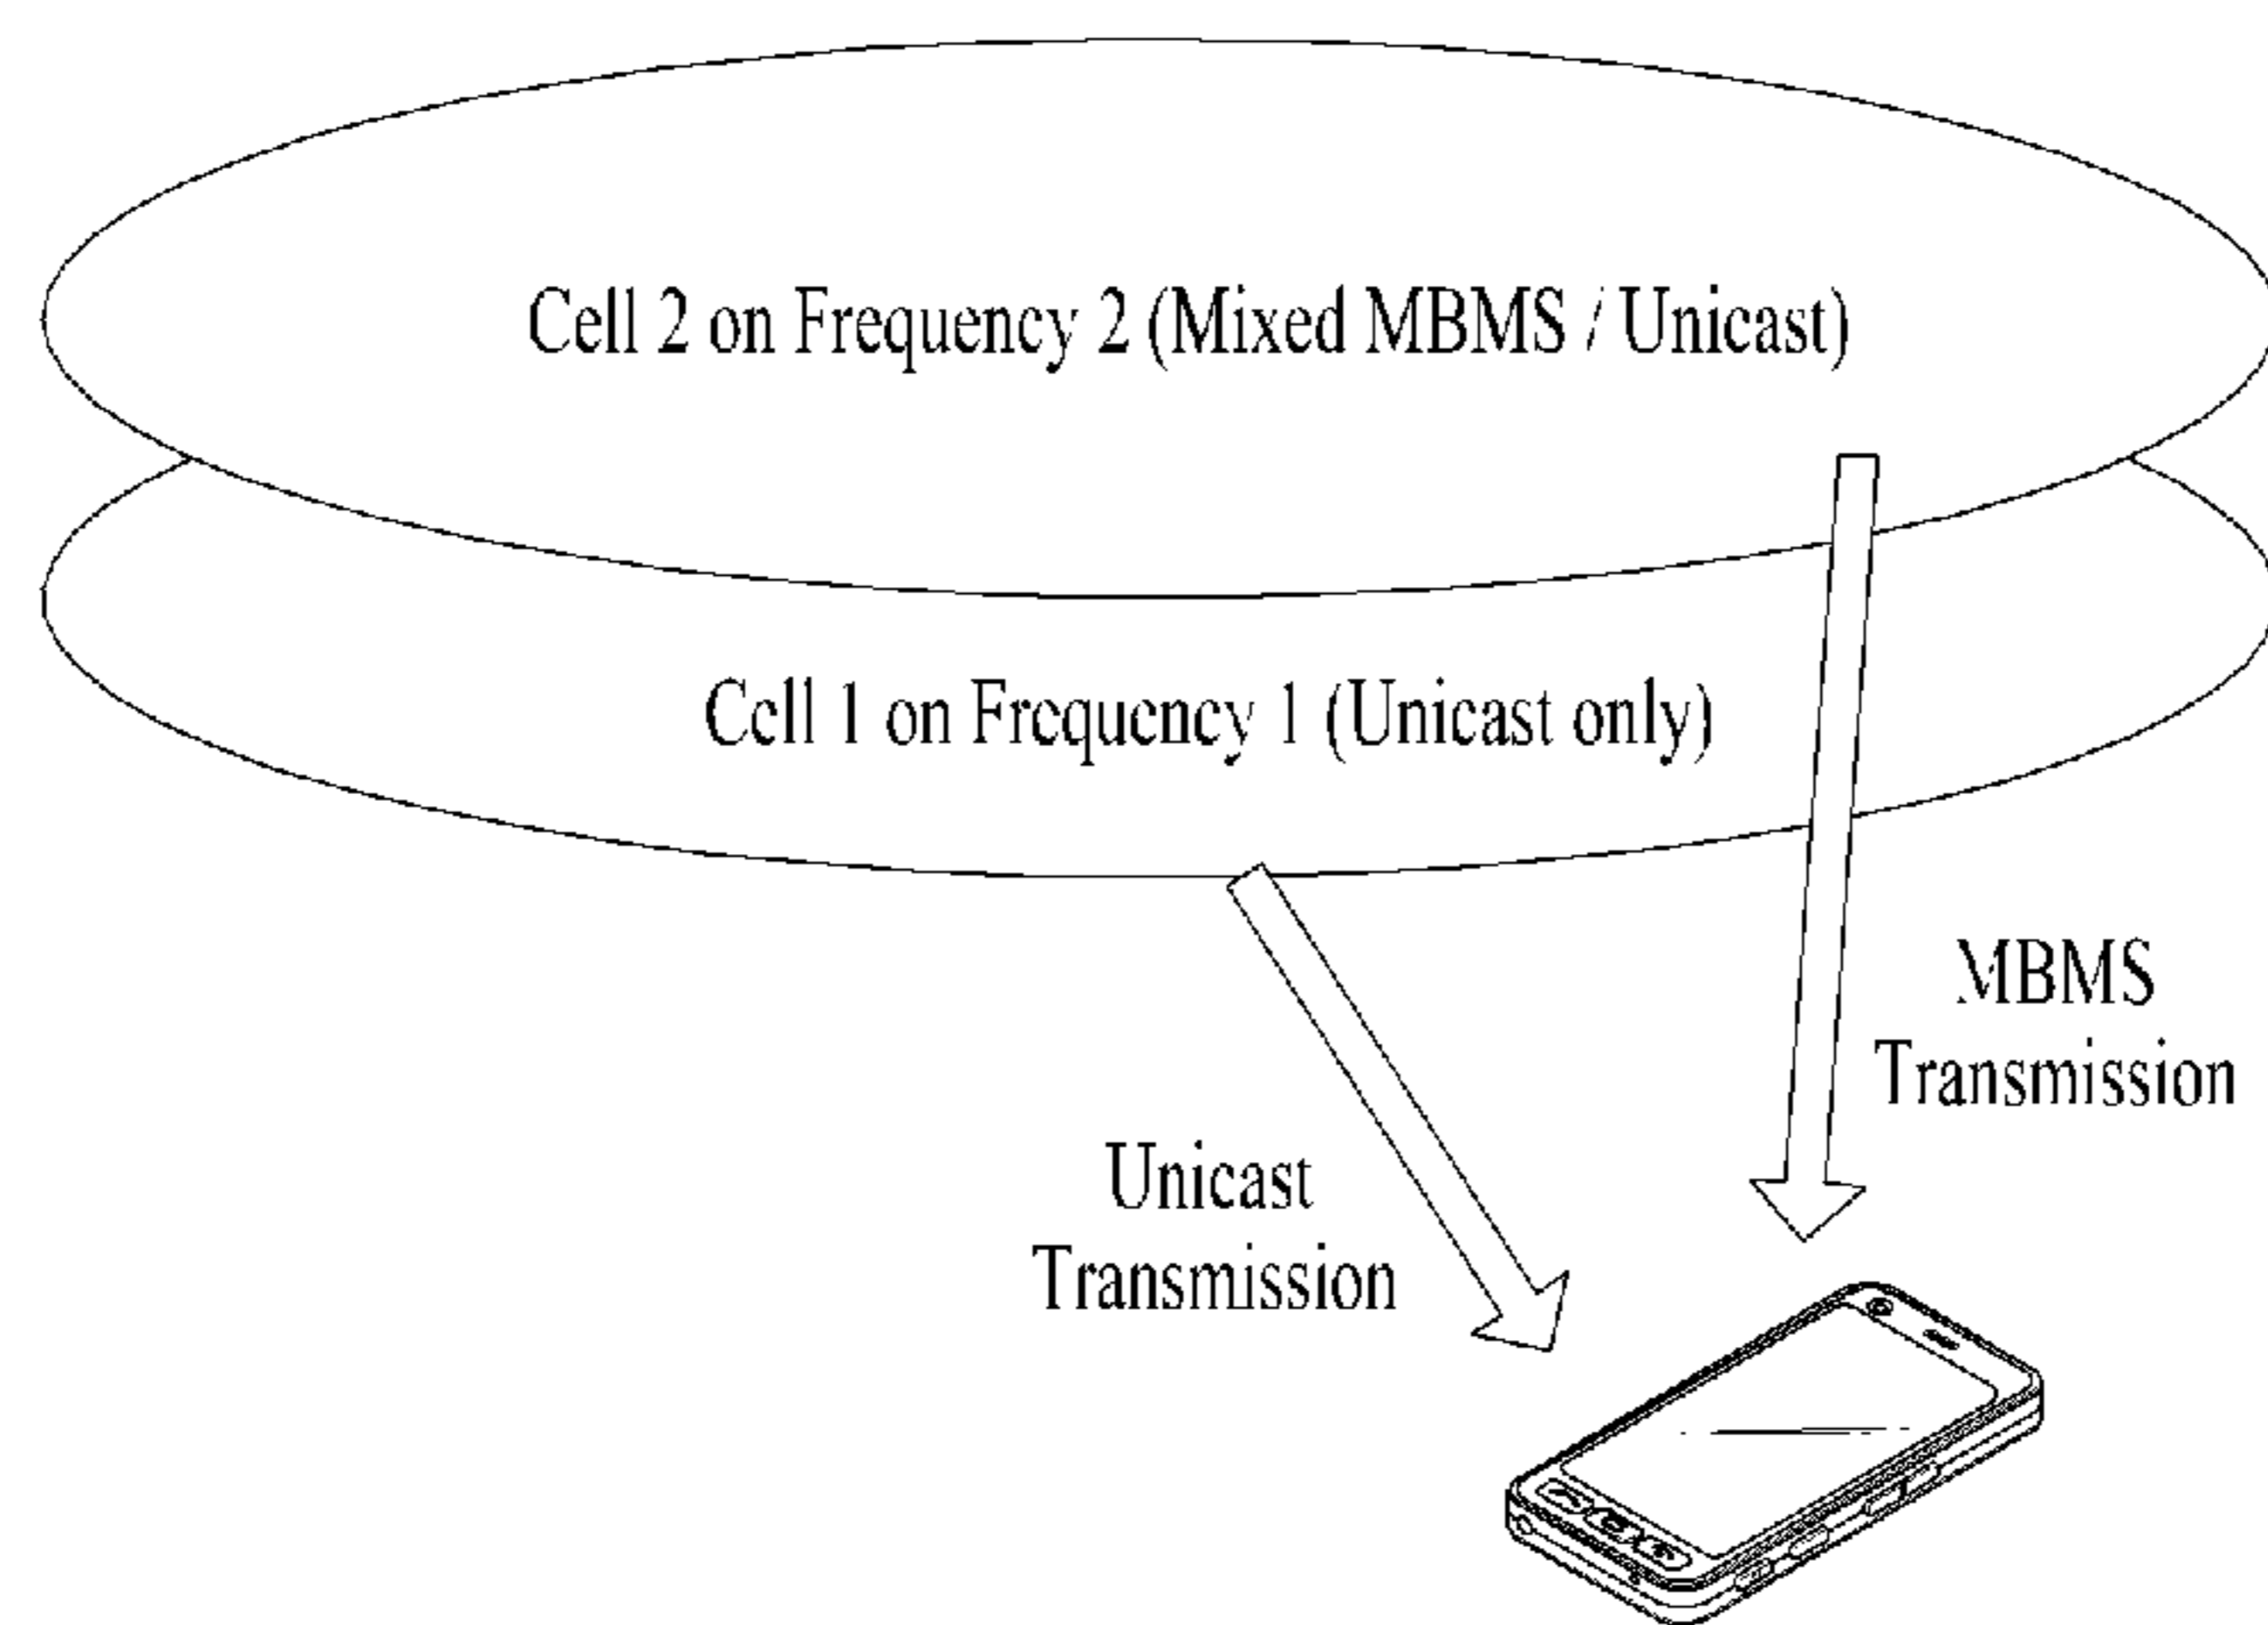 Cell 2 on Frequency 2 (Mixed MBMS / Unicast)
Cell 1 on Frequency 1 (Unicast only)
MBMS
Transmission
Unicast
Transmission